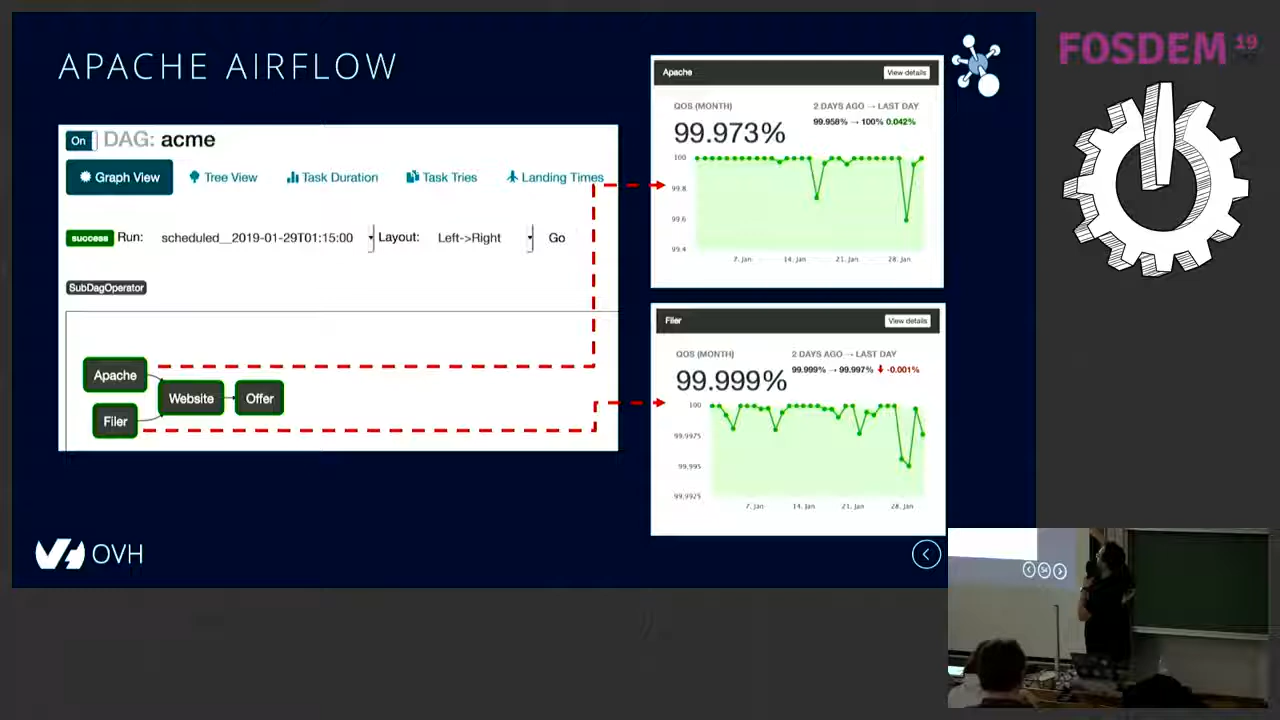 APACHE AIRFLOW
On DAG: acme
Graph View Tree View Task Duration Task Tries Landing Times
success Run: scheduled__2019-01-29T01:15:00 Layout: Left->Right Go
SubDagOperator
Apache
Website
Offer
Filer
OVH
Apache View details
QOS (MONTH) 2 DAYS AGO → LAST DAY
99.973% 99.958% → 100% 0.042%
100
99.8
99.6
99.4
7. Jan 14. Jan 21. Jan 28. Jan
Filer View details
QOS (MONTH) 2 DAYS AGO → LAST DAY
99.999% 99.999% → 99.997% -0.001%
100
99.9975
99.995
99.9925
7. Jan 14. Jan 21. Jan 28. Jan
FOSDEM 19